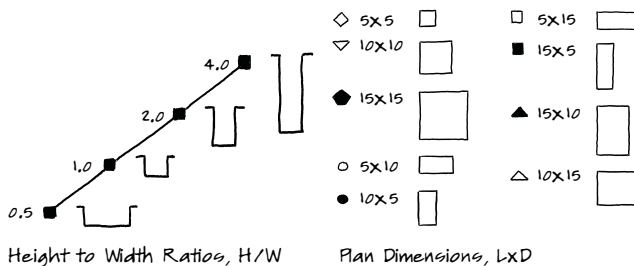 4.0
2.0
1.0
0.5
Height to Width Ratios, H/W
5x5
10x10
15x15
5x10
10x5
5x15
15x5
15x10
10x15
Plan Dimensions, LxD